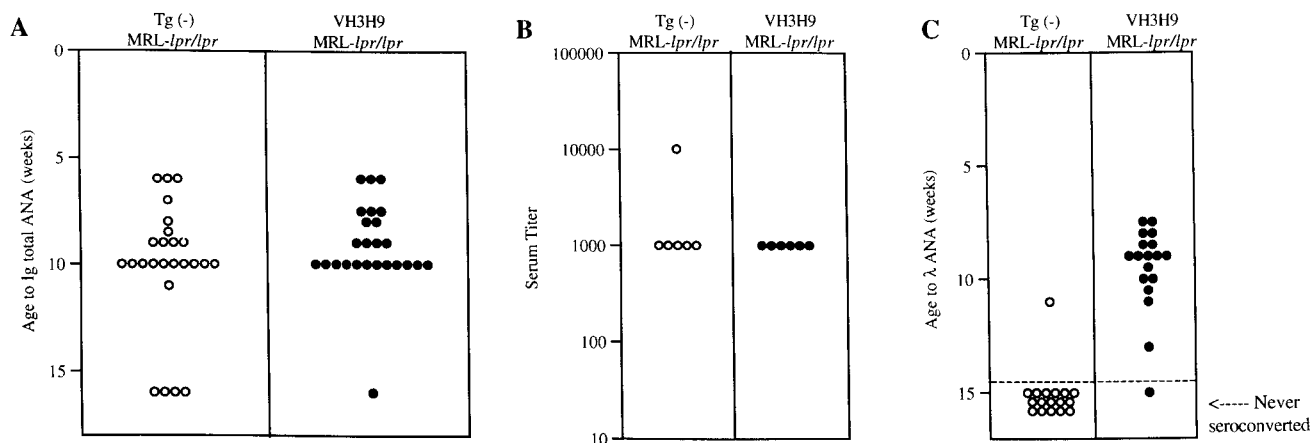 A
Tg (-)
MRL-lpr/lpr
VH3H9
MRL-lpr/lpr
Age to Ig total ANA (weeks)
0
5
10
15
B
Tg (-)
MRL-lpr/lpr
VH3H9
MRL-lpr/lpr
Serum Titer
100000
10000
1000
100
10
C
Tg (-)
MRL-lpr/lpr
VH3H9
MRL-lpr/lpr
Age to λ ANA (weeks)
0
5
10
15
<----- Never
seroconverted